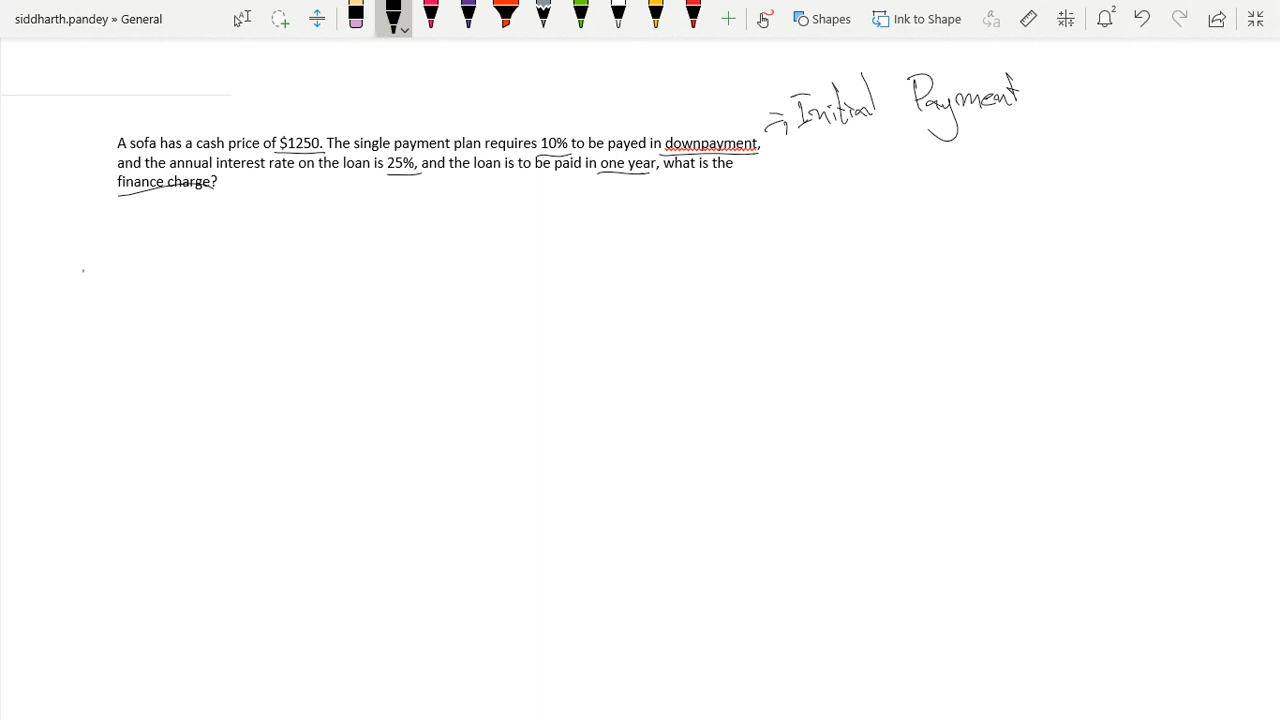 siddharth.pandey » General
Shapes
Ink to Shape
2
⇒ Initial Payment
A sofa has a cash price of $1250. The single payment plan requires 10% to be payed in downpayment,
and the annual interest rate on the loan is 25%, and the loan is to be paid in one year, what is the
finance charge?